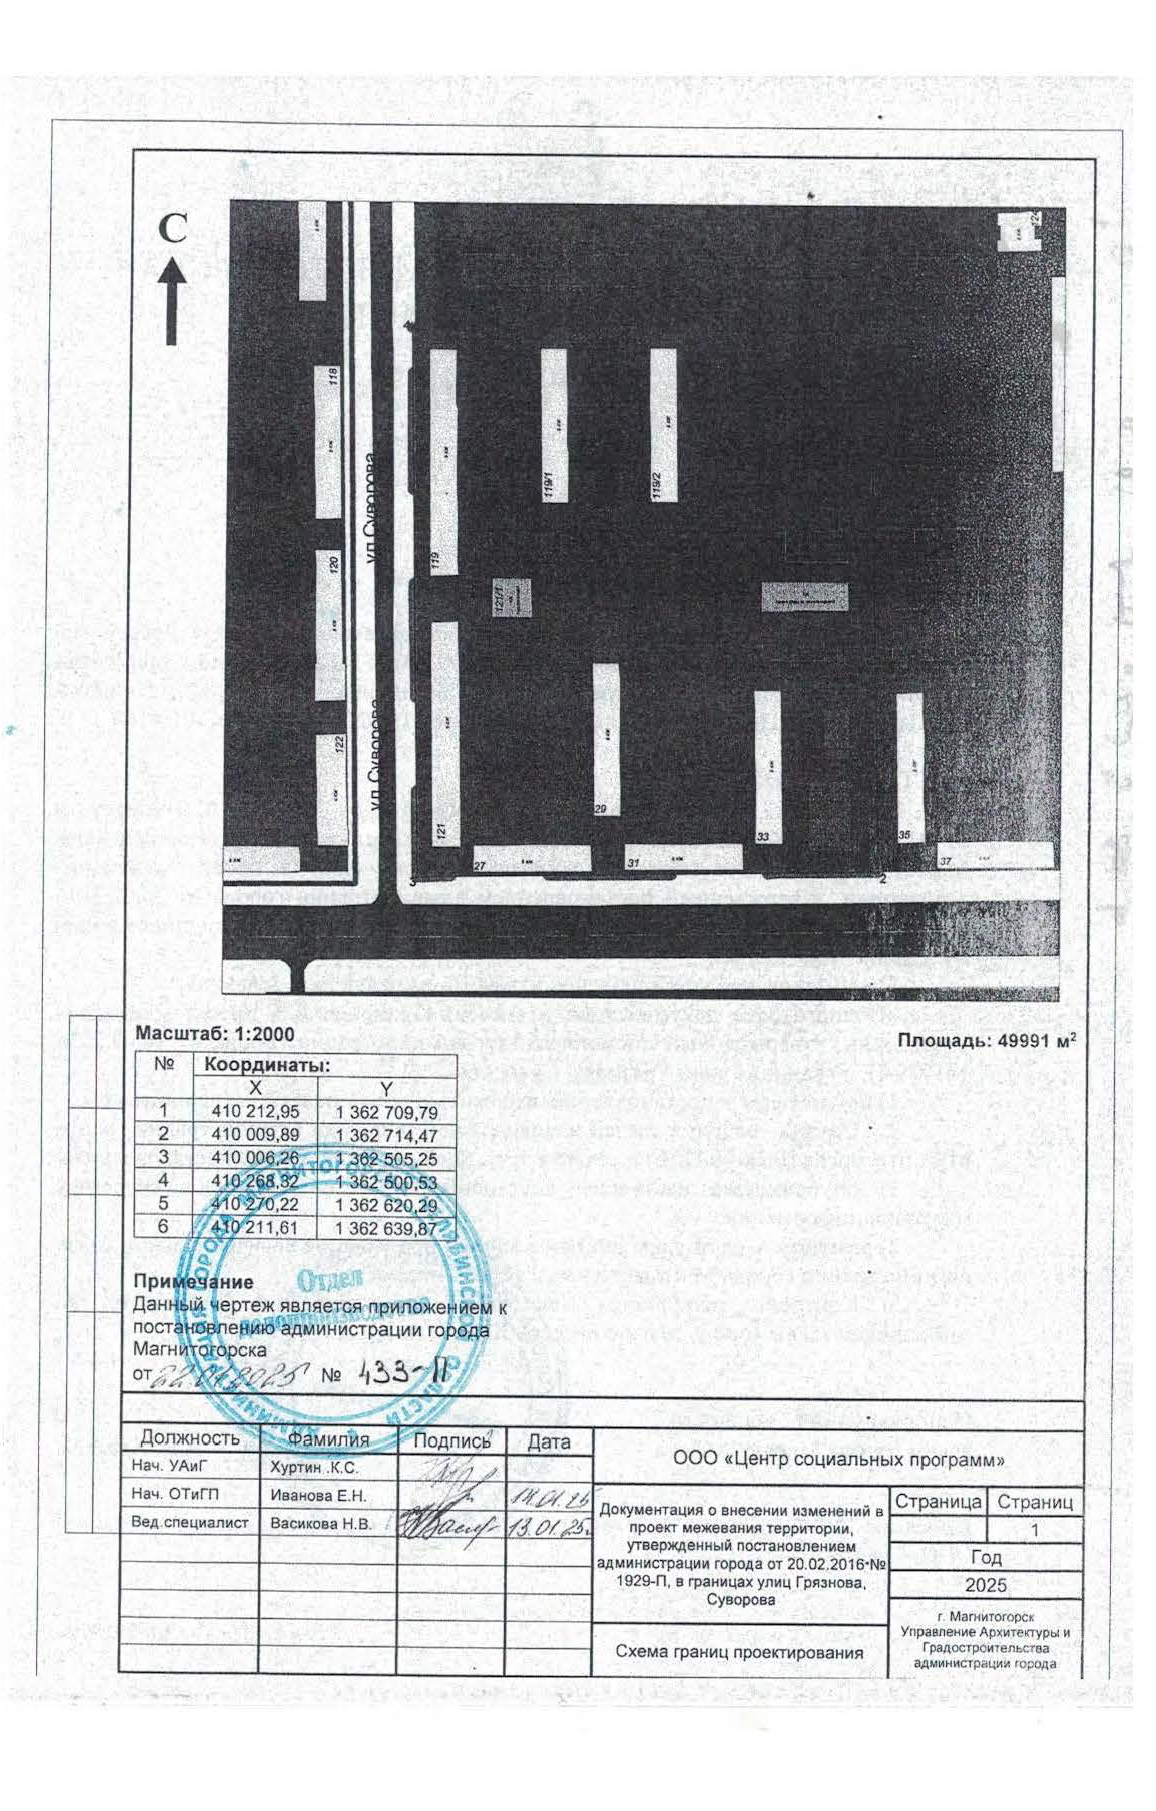 С
118
120
122
ул.Суворова
ул.Суворова
119
119/1
119/2
121/1
121
29
33
35
27
31
37
3
2
Масштаб: 1:2000
Площадь: 49991 м²
№ Координаты:
X Y
1 410 212,95 1 362 709,79
2 410 009,89 1 362 714,47
3 410 006,26 1 362 505,25
4 410 268,32 1 362 500,53
5 410 270,22 1 362 620,29
6 410 211,61 1 362 639,87
Примечание
Данный чертеж является приложением к
постановлению администрации города
Магнитогорска
от 22.01.2025 № 433-П
Отдел
делопроизводства
Должность Фамилия Подпись Дата
Нач. УАиГ Хуртин .К.С.
Нач. ОТиГП Иванова Е.Н. 14.01.25
Вед.специалист Васикова Н.В. 13.01.25г
ООО «Центр социальных программ»
Документация о внесении изменений в
проект межевания территории,
утвержденный постановлением
администрации города от 20.02.2016 №
1929-П, в границах улиц Грязнова,
Суворова
Схема границ проектирования
Страница Страниц
1
Год
2025
г. Магнитогорск
Управление Архитектуры и
Градостроительства
администрации города